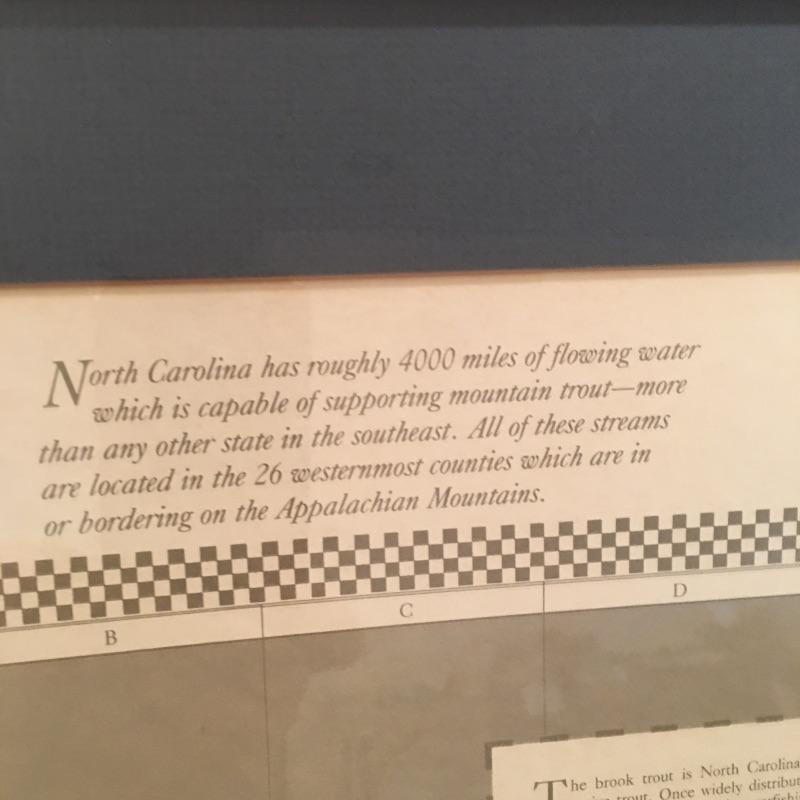 North Carolina has roughly 4000 miles of flowing water
which is capable of supporting mountain trout—more
than any other state in the southeast. All of these streams
are located in the 26 westernmost counties which are in
or bordering on the Appalachian Mountains.
B
C
D
The brook trout is North Carolina
trout. Once widely